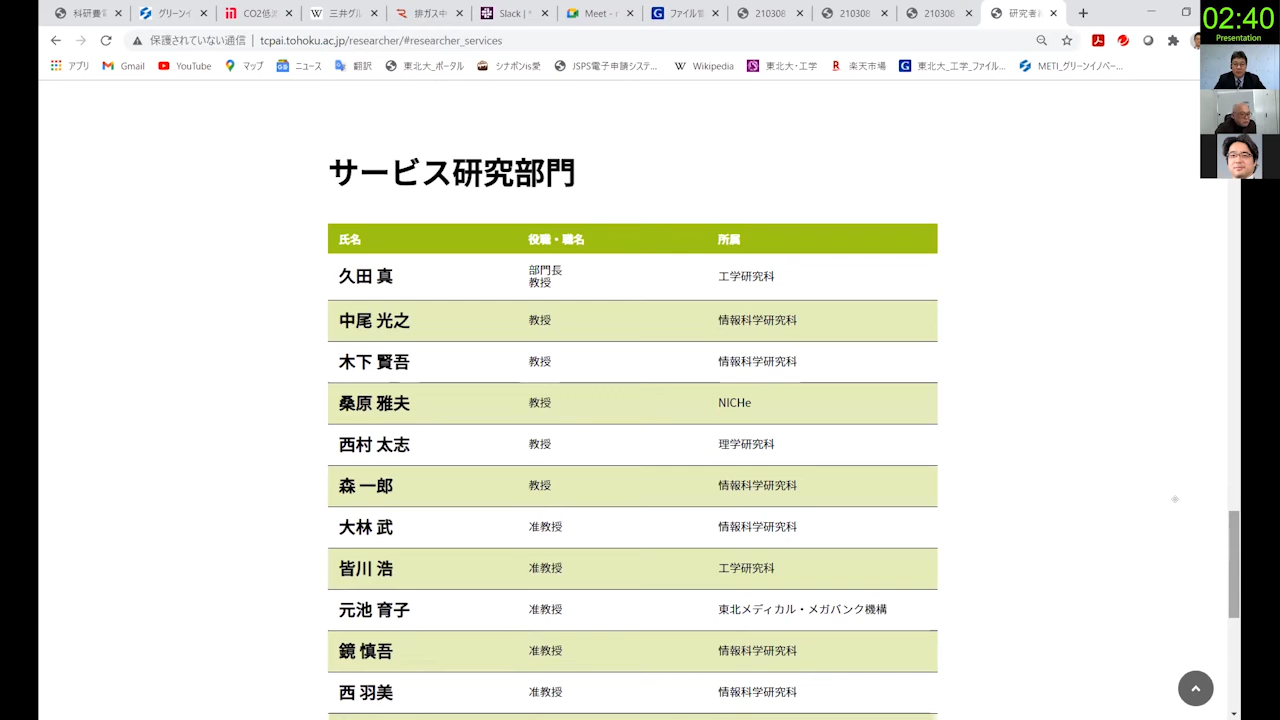 科研費
グリーンイ
CO2低
三井グル
排ガス中
Slack
Meet -
ファイル管
210308
210308
210308
研究者
02:40
Presentation
保護されていない通信 | tcpai.tohoku.ac.jp/researcher/#researcher_services
アプリ
Gmail
YouTube
マップ
ニュース
翻訳
東北大_ポータル
JSPS電子申請システム...
Wikipedia
東北大-工学
楽天市場
東北大_工学_ファイル...
METI_グリーンイノベー...
サービス研究部門
氏名 役職・職名 所属
久田 真 部門長 教授 工学研究科
中尾 光之 教授 情報科学研究科
木下 賢吾 教授 情報科学研究科
桑原 雅夫 教授 NICHe
西村 太志 教授 理学研究科
森 一郎 教授 情報科学研究科
大林 武 准教授 情報科学研究科
皆川 浩 准教授 工学研究科
元池 育子 准教授 東北メディカル・メガバンク機構
鏡 慎吾 准教授 情報科学研究科
西 羽美 准教授 情報科学研究科